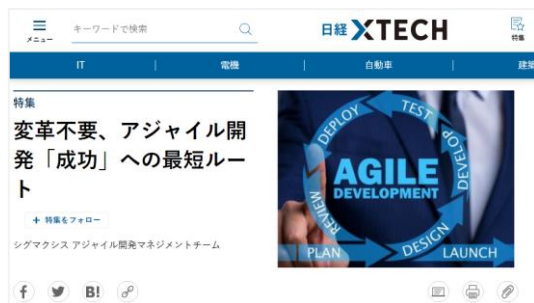 メニュー
キーワードで検索
日経 XTECH
特集
IT
電機
自動車
建築
特集
変革不要、アジャイル開
発「成功」への最短ルー
ト
+ 特集をフォロー
シグマクシス アジャイル開発マネジメントチーム
B!
DEPLOY
TEST
DEVELOP
DESIGN
REVIEW
AGILE
DEVELOPMENT
PLAN
LAUNCH